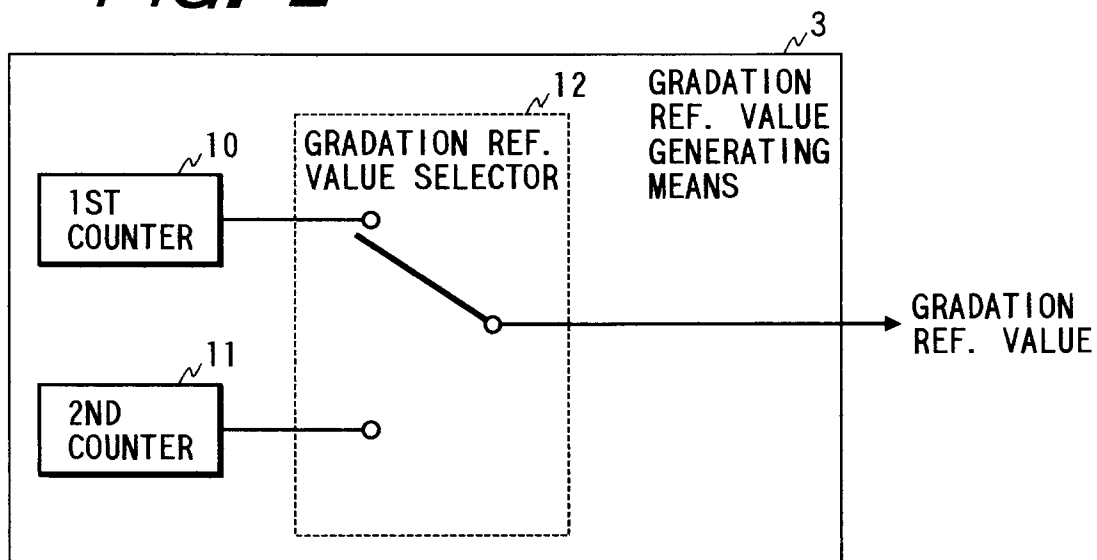 3
GRADATION
REF. VALUE
GENERATING
MEANS
12
GRADATION REF.
VALUE SELECTOR
10
1ST
COUNTER
11
2ND
COUNTER
GRADATION
REF. VALUE